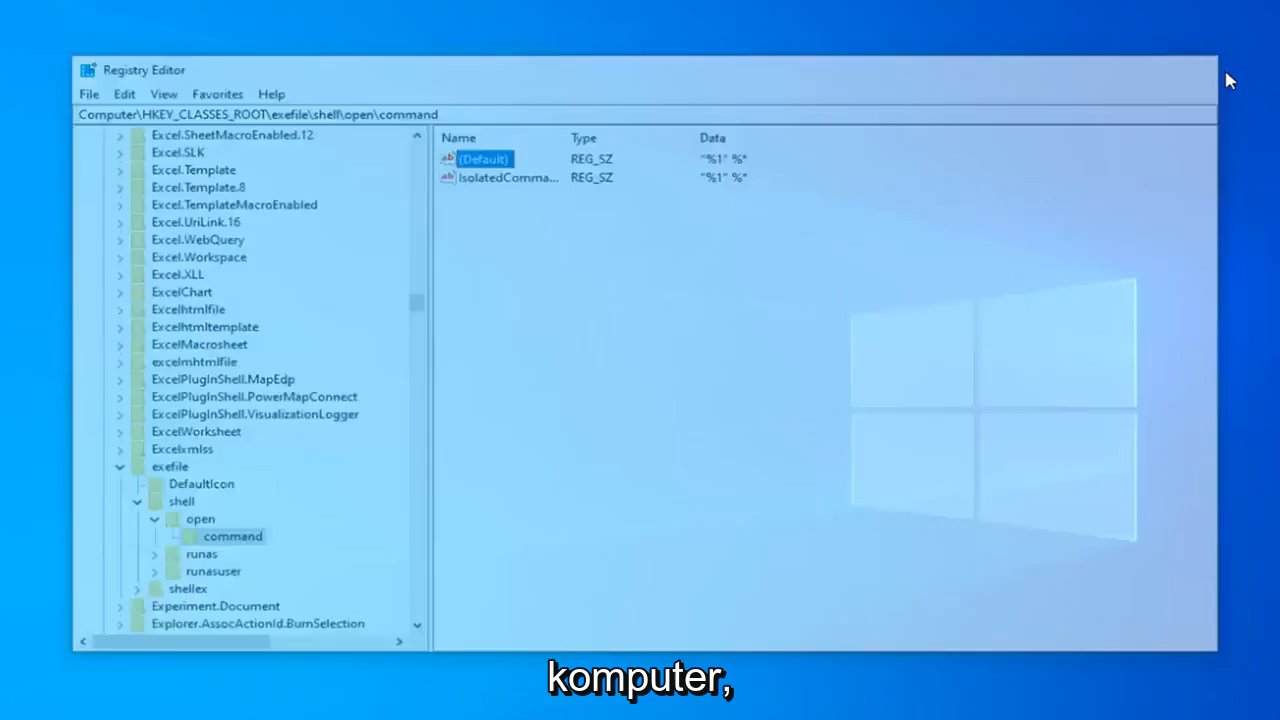 Registry Editor
File Edit View Favorites Help
Computer\HKEY_CLASSES_ROOT\exefile\shell\open\command
Excel.SheetMacroEnabled.12
Excel.SLK
Excel.Template
Excel.Template.8
Excel.TemplateMacroEnabled
Excel.UriLink.16
Excel.WebQuery
Excel.Workspace
Excel.XLL
ExcelChart
Excelhtmlfile
Excelhtmltemplate
ExcelMacrosheet
excelmhtmlfile
ExcelPlugInShell.MapEdp
ExcelPlugInShell.PowerMapConnect
ExcelPlugInShell.VisualizationLogger
ExcelWorksheet
Excelxmlss
exefile
DefaultIcon
shell
open
command
runas
runasuser
shellex
Experiment.Document
Explorer.AssocActionId.BurnSelection
Name Type Data
(Default) REG_SZ "%1" %*
IsolatedComma... REG_SZ "%1" %*
komputer,